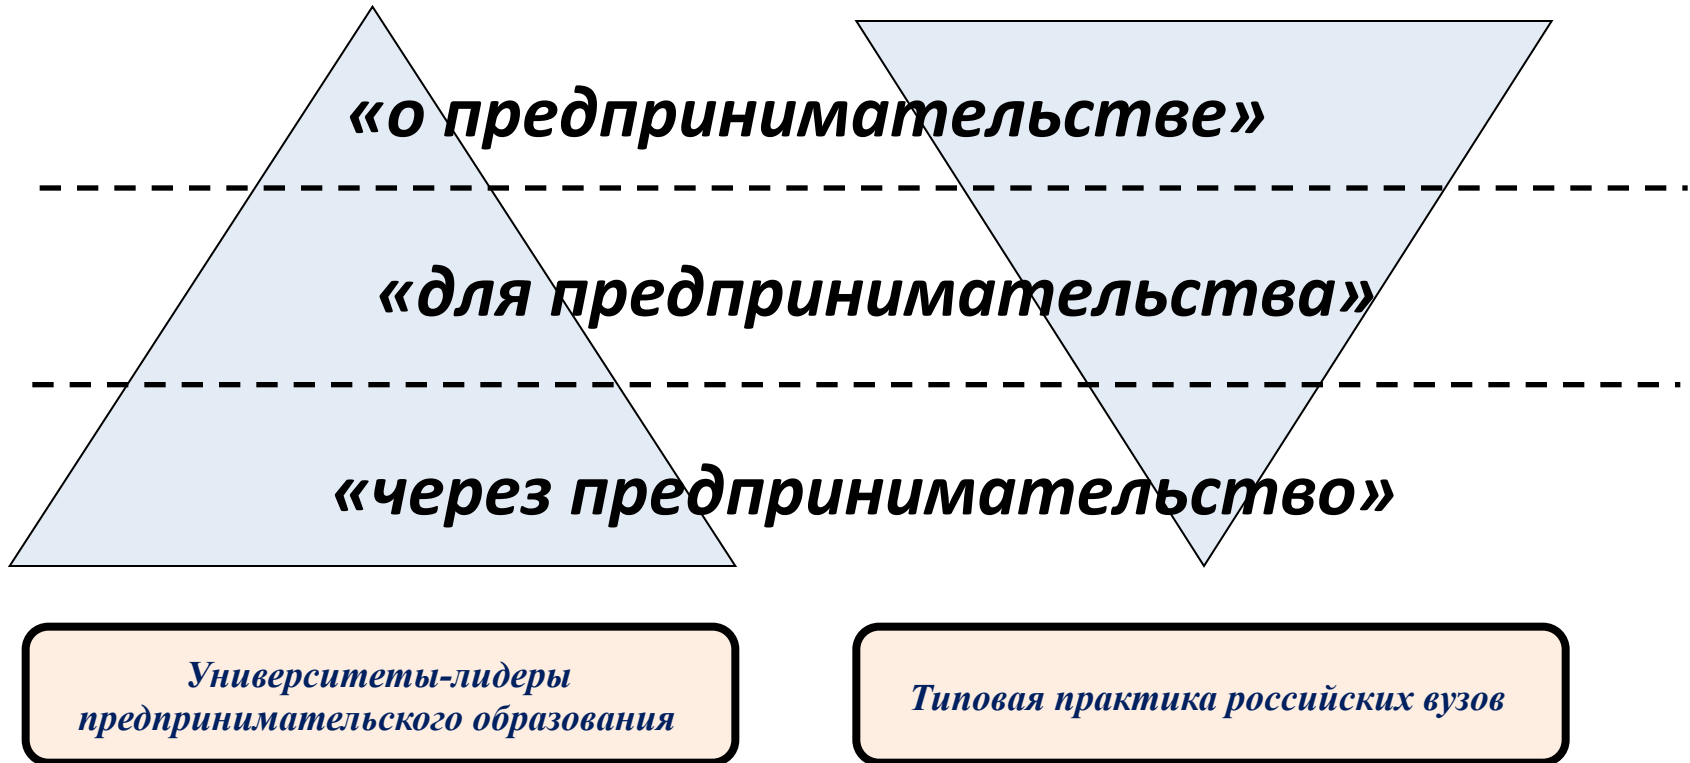 «о предпринимательстве»
«для предпринимательства»
«через предпринимательство»
Университеты-лидеры
предпринимательского образования
Типовая практика российских вузов